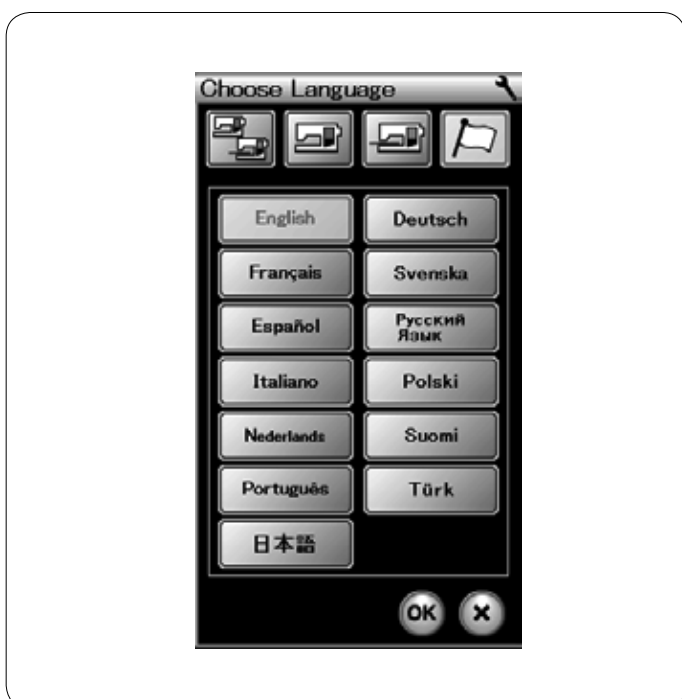 Choose Language
English
Deutsch
Français
Svenska
Español
Русский
Язык
Italiano
Polski
Nederlands
Suomi
Português
Türk
日本語
OK